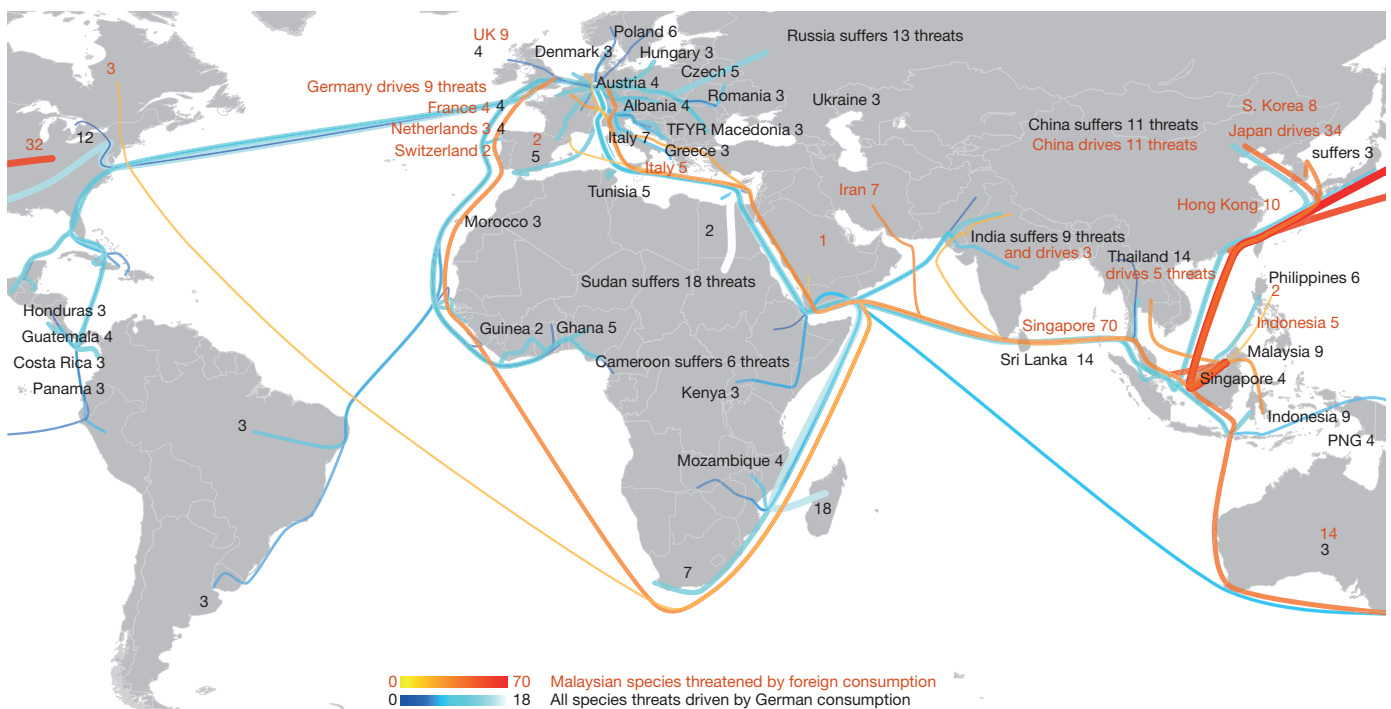 UK 9
4
Poland 6
Denmark 3
Hungary 3
Russia suffers 13 threats
3
Czech 5
Germany drives 9 threats
Austria 4
Romania 3
Ukraine 3
France 4 4
Albania 4
S. Korea 8
32
12
Netherlands 3 4
TFYR Macedonia 3
China suffers 11 threats
Japan drives 34
Switzerland 2
2
5
Italy 7
Greece 3
China drives 11 threats
suffers 3
Italy 5
Tunisia 5
Iran 7
Hong Kong 10
Morocco 3
2
1
India suffers 9 threats
and drives 3
Thailand 14
drives 5 threats
Sudan suffers 18 threats
Philippines 6
2
Honduras 3
Guatemala 4
Guinea 2
Ghana 5
Singapore 70
Indonesia 5
Costa Rica 3
Cameroon suffers 6 threats
Sri Lanka 14
Malaysia 9
Panama 3
Kenya 3
Singapore 4
3
Indonesia 9
PNG 4
Mozambique 4
18
14
3
7
3
0 70 Malaysian species threatened by foreign consumption
0 18 All species threats driven by German consumption